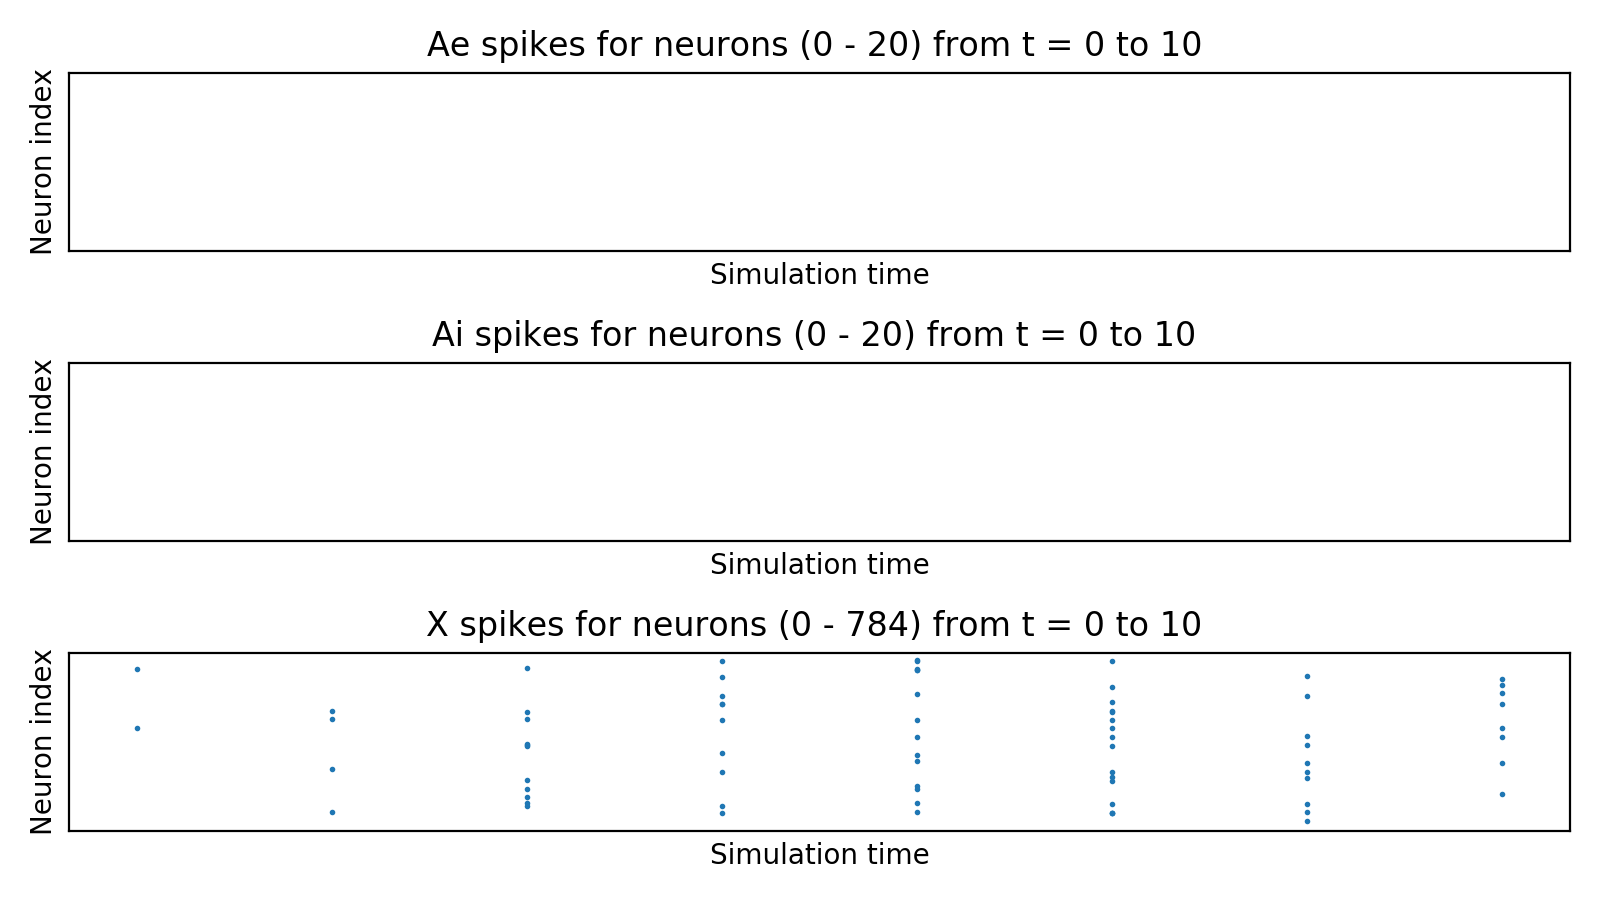 Ae spikes for neurons (0 - 20) from t = 0 to 10
Neuron index
Simulation time
Ai spikes for neurons (0 - 20) from t = 0 to 10
Neuron index
Simulation time
X spikes for neurons (0 - 784) from t = 0 to 10
Neuron index
Simulation time